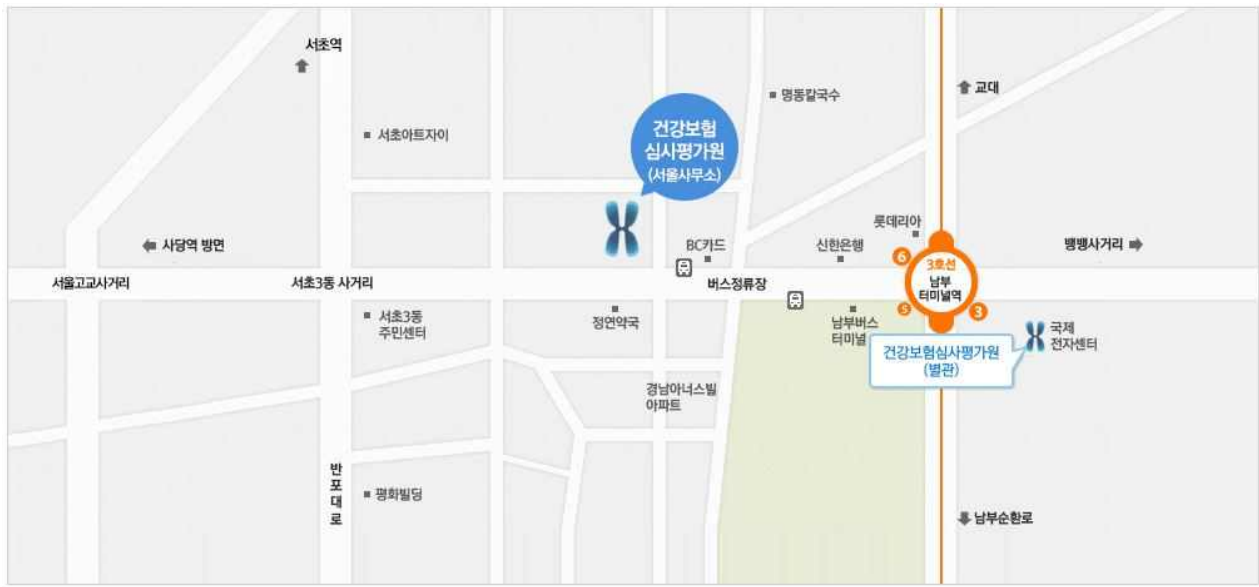 서초역
명동칼국수
교대
건강보험
심사평가원
(서울사무소)
서초아트자이
롯데리아
사당역 방면
BC카드
신한은행
뱅뱅사거리
6
3호선
남부
터미널역
서울고교사거리
서초3동 사거리
버스정류장
5
3
서초3동
주민센터
정연약국
남부버스
터미널
국제
전자센터
건강보험심사평가원
(별관)
경남아너스빌
아파트
반포대로
평화빌딩
남부순환로